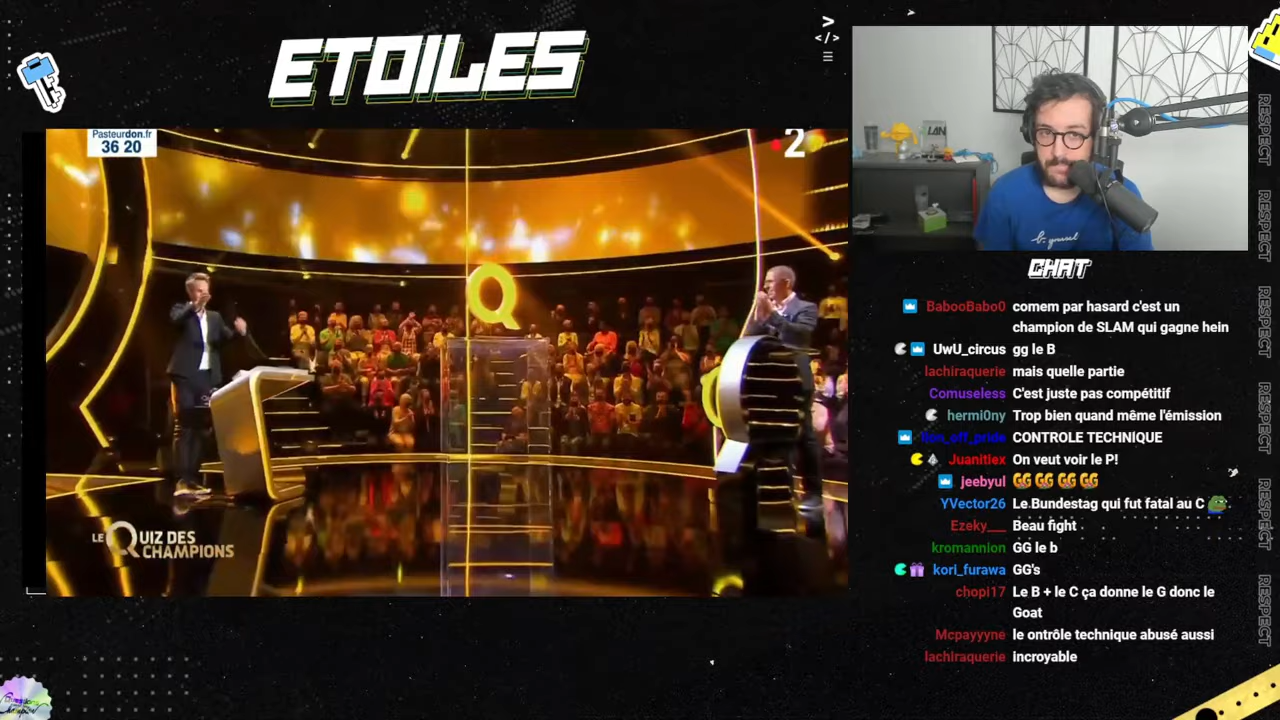 ETOILES
>
</>
Pasteurdon.fr
36 20
2
Q
LE QUIZ DES
CHAMPIONS
LAN
CHAT
BabooBabo0 comem par hasard c'est un
champion de SLAM qui gagne hein
UwU_circus gg le B
lachiraquerie mais quelle partie
Comuseless C'est juste pas compétitif
hermi0ny Trop bien quand même l'émission
lion_off_pride CONTROLE TECHNIQUE
Juanitlex On veut voir le P!
jeebyul GG GG GG GG
YVector26 Le Bundestag qui fut fatal au C
Ezeky___ Beau fight
kromannion GG le b
kori_furawa GG's
chopi17 Le B + le C ça donne le G donc le
Goat
Mcpayyyne le ontrôle technique abusé aussi
lachiraquerie incroyable
RESPECT
RESPECT
RESPECT
RESPECT
RESPECT
RESPECT